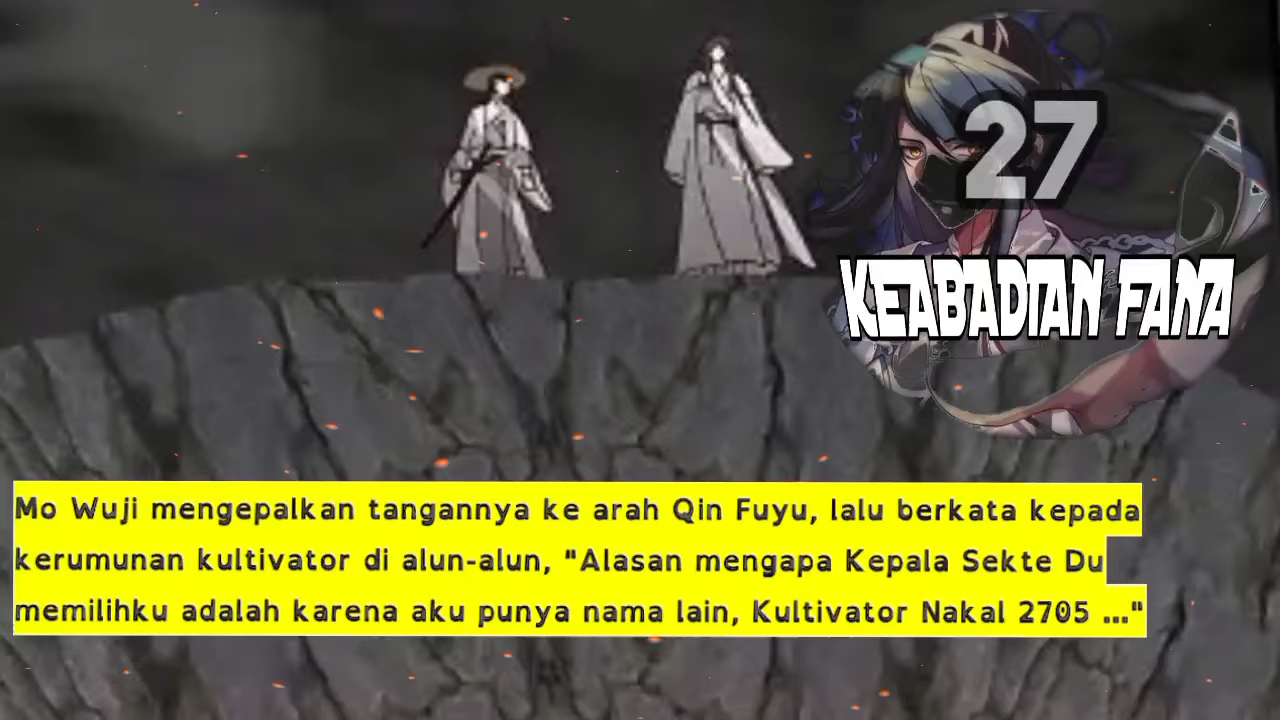 27
KEABADIAN FANA
Mo Wuji mengepalkan tangannya ke arah Qin Fuyu, lalu berkata kepada
kerumunan kultivator di alun-alun, "Alasan mengapa Kepala Sekte Du
memilihku adalah karena aku punya nama lain, Kultivator Nakal 2705 ..."